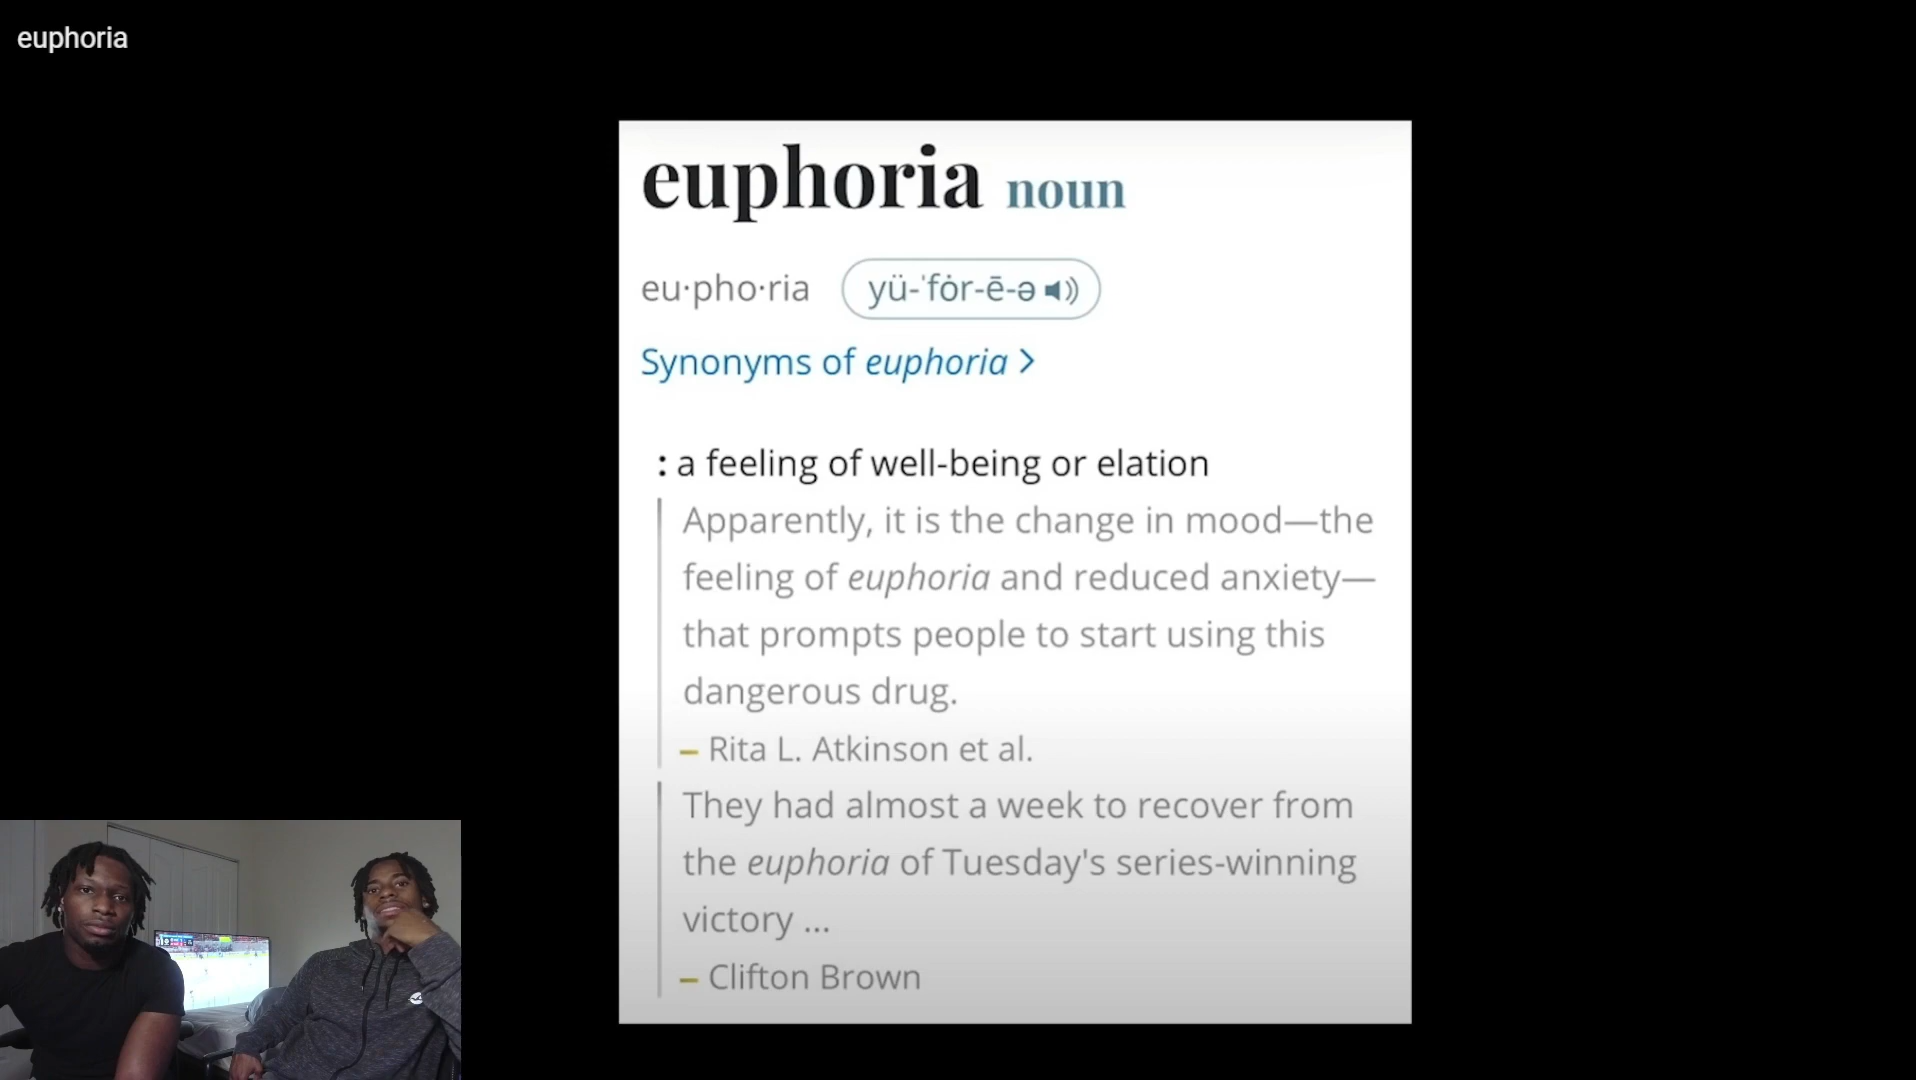 euphoria
euphoria noun
eu·pho·ria yü-ˈfȯr-ē-ə
Synonyms of euphoria >
: a feeling of well-being or elation
Apparently, it is the change in mood—the
feeling of euphoria and reduced anxiety—
that prompts people to start using this
dangerous drug.
– Rita L. Atkinson et al.
They had almost a week to recover from
the euphoria of Tuesday's series-winning
victory ...
– Clifton Brown